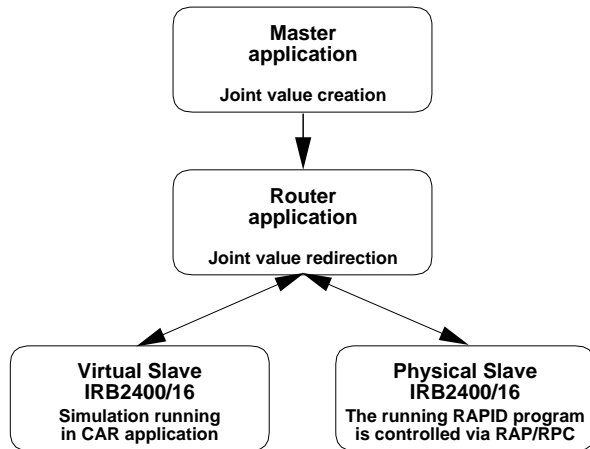 Master
application
Joint value creation
Router
application
Joint value redirection
Virtual Slave
IRB2400/16
Simulation running
in CAR application
Physical Slave
IRB2400/16
The running RAPID program
is controlled via RAP/RPC